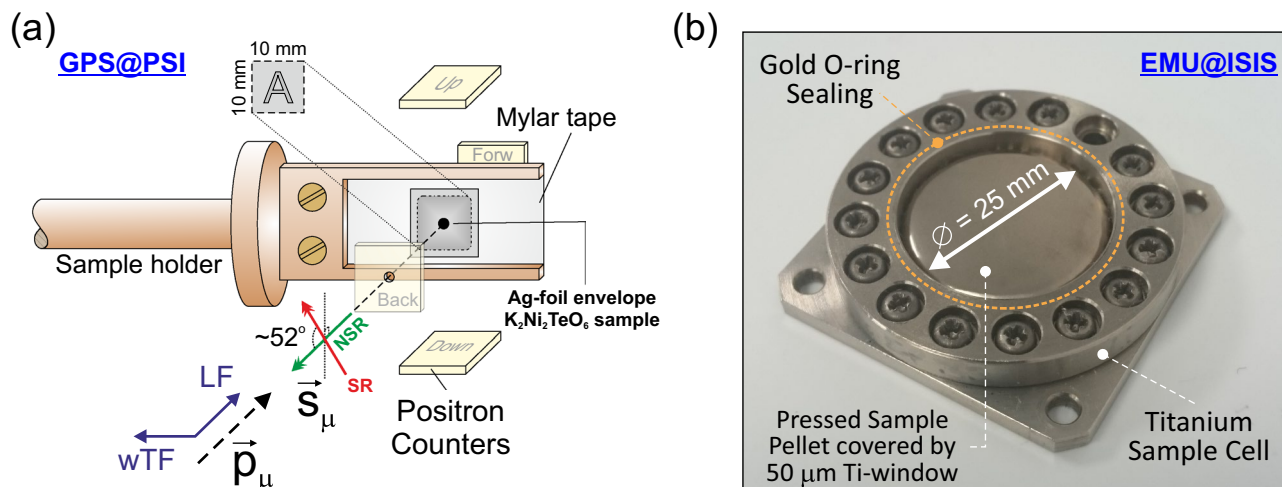 (a)
GPS@PSI
10 mm
10 mm
A
Up
Mylar tape
Forw
Sample holder
Back
Ag-foil envelope
K₂Ni₂TeO₆ sample
~52°
NSR
SR
Down
LF
wTF
s⃗μ
p⃗μ
Positron
Counters
(b)
Gold O-ring
Sealing
EMU@ISIS
Ø = 25 mm
Pressed Sample
Pellet covered by
50 μm Ti-window
Titanium
Sample Cell